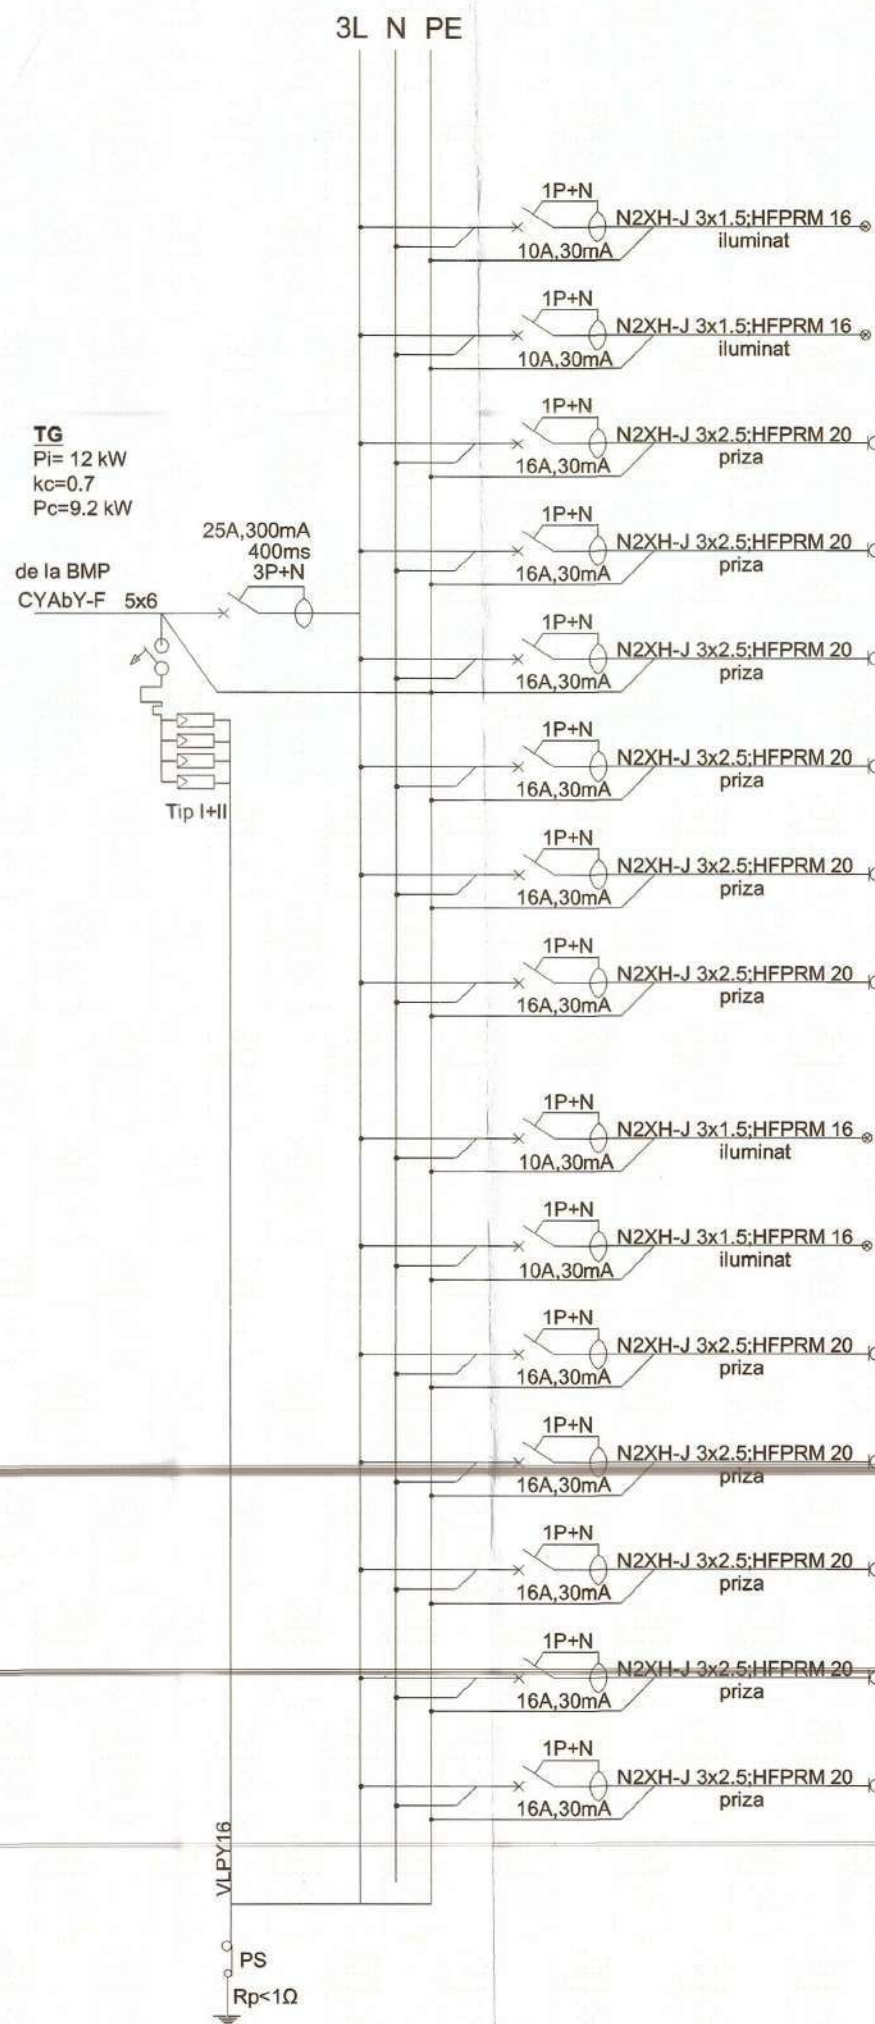 3L N PE
1P+N
N2XH-J 3x1.5;HFPRM 16
iluminat
10A,30mA
1P+N
N2XH-J 3x1.5;HFPRM 16
iluminat
10A,30mA
1P+N
N2XH-J 3x2.5;HFPRM 20
priza
16A,30mA
TG
Pi= 12 kW
kc=0.7
Pc=9.2 kW
1P+N
N2XH-J 3x2.5;HFPRM 20
priza
16A,30mA
25A,300mA
400ms
3P+N
de la BMP
CYAbY-F 5x6
1P+N
N2XH-J 3x2.5;HFPRM 20
priza
16A,30mA
1P+N
N2XH-J 3x2.5;HFPRM 20
priza
16A,30mA
Tip I+II
1P+N
N2XH-J 3x2.5;HFPRM 20
priza
16A,30mA
1P+N
N2XH-J 3x2.5;HFPRM 20
priza
16A,30mA
1P+N
N2XH-J 3x1.5;HFPRM 16
iluminat
10A,30mA
1P+N
N2XH-J 3x1.5;HFPRM 16
iluminat
10A,30mA
1P+N
N2XH-J 3x2.5;HFPRM 20
priza
16A,30mA
1P+N
N2XH-J 3x2.5;HFPRM 20
priza
16A,30mA
1P+N
N2XH-J 3x2.5;HFPRM 20
priza
16A,30mA
1P+N
N2XH-J 3x2.5;HFPRM 20
priza
16A,30mA
1P+N
N2XH-J 3x2.5;HFPRM 20
priza
16A,30mA
VLPY16
PS
Rp<1Ω